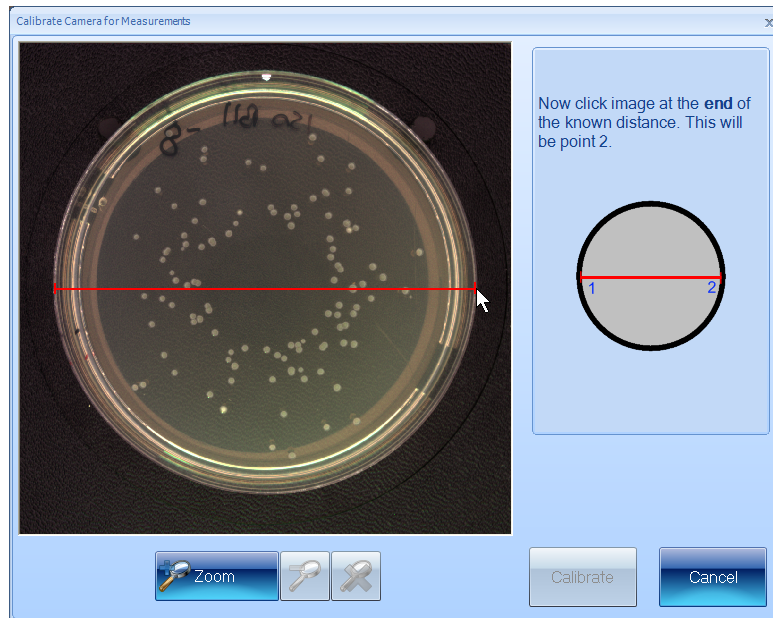 Calibrate Camera for Measurements
Now click image at the end of
the known distance. This will
be point 2.
1 2
Zoom
Calibrate
Cancel